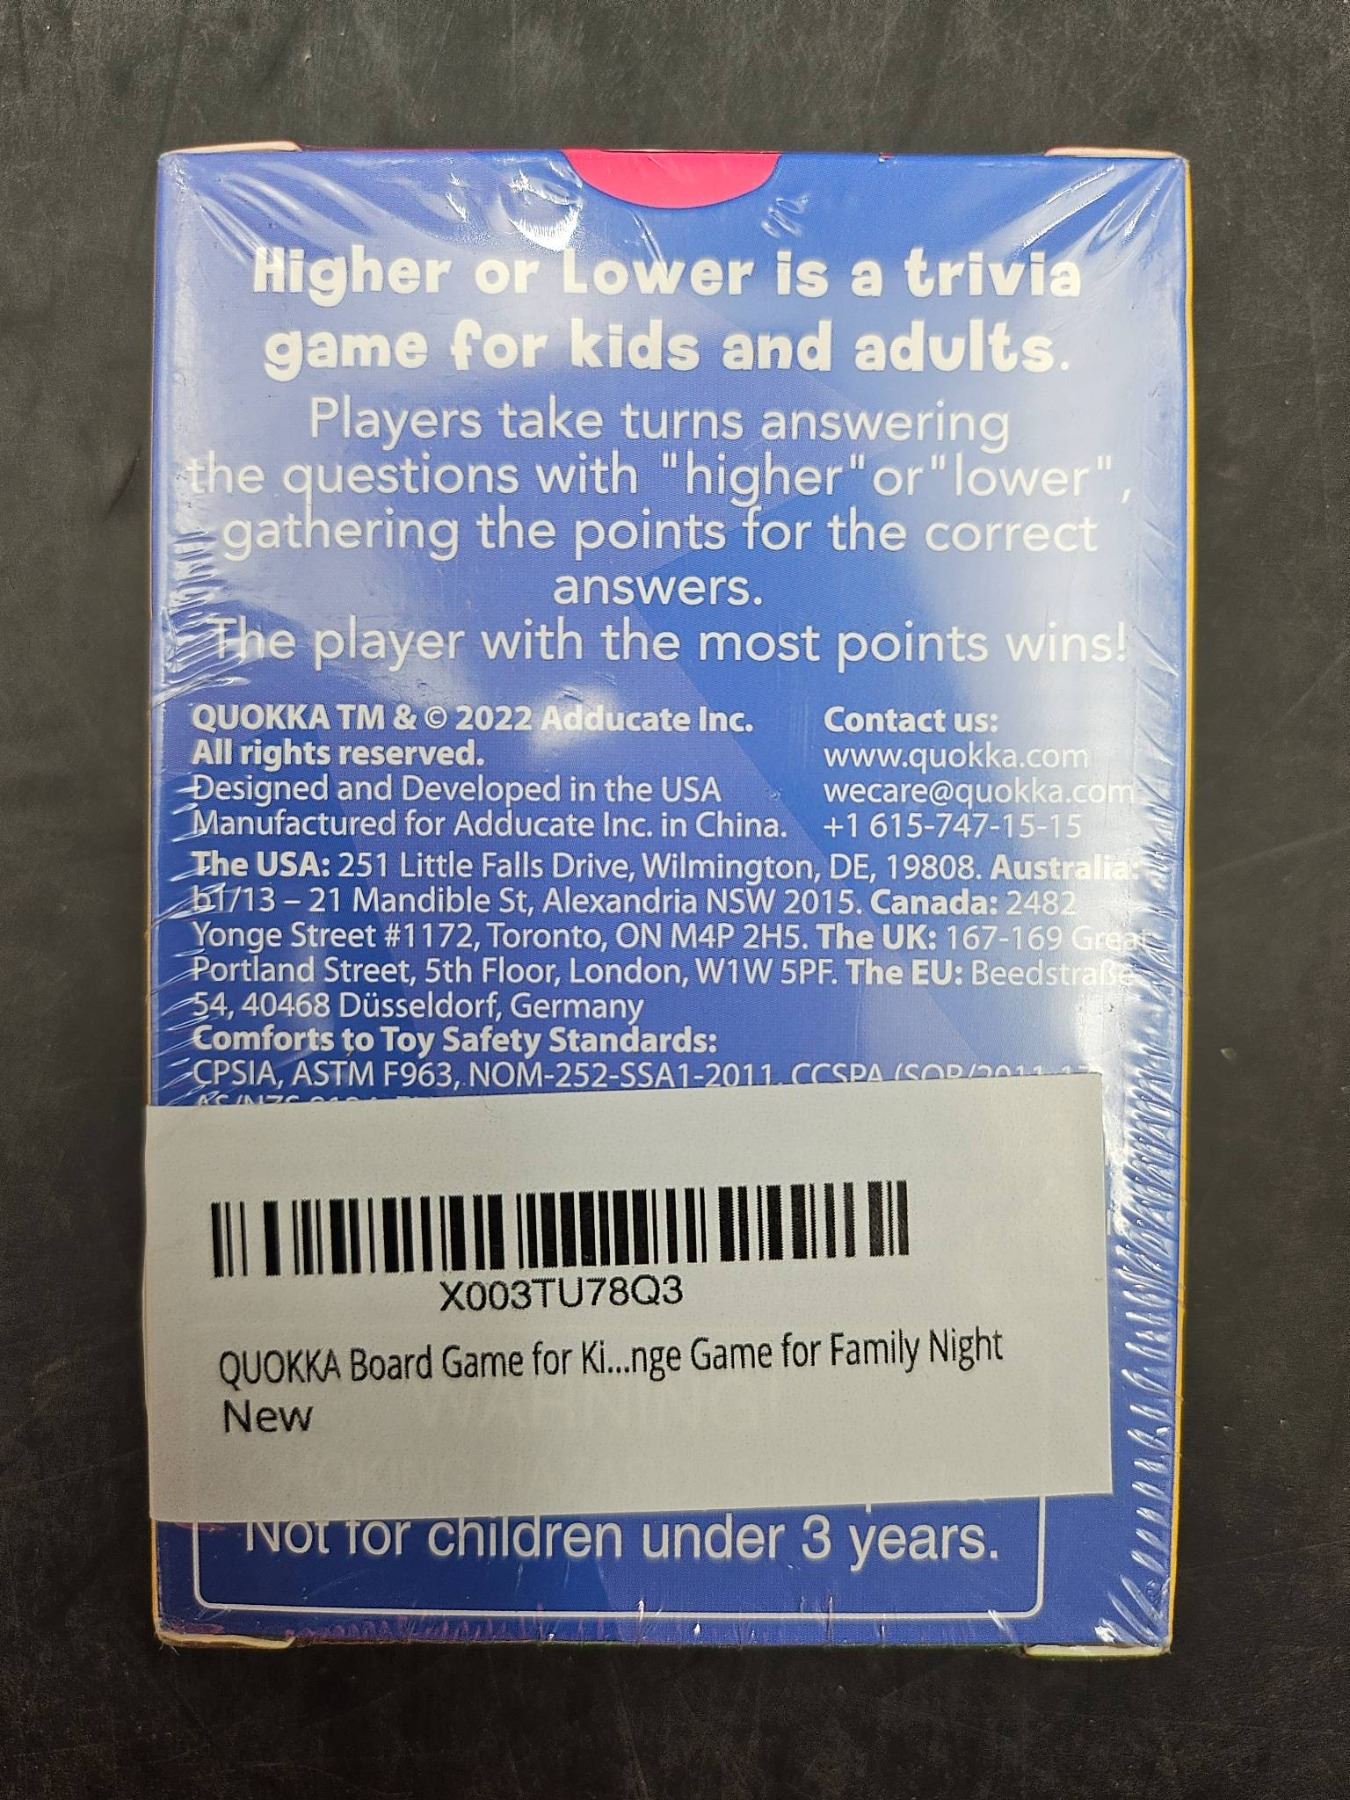 Higher or Lower is a trivia
game for kids and adults.
Players take turns answering
the questions with "higher" or "lower",
gathering the points for the correct
answers.
The player with the most points wins!
QUOKKA TM & © 2022 Adducate Inc.
All rights reserved.
Designed and Developed in the USA
Manufactured for Adducate Inc. in China.
Contact us:
www.quokka.com
wecare@quokka.com
+1 615-747-15-15
The USA: 251 Little Falls Drive, Wilmington, DE, 19808. Australia:
b1/13 – 21 Mandible St, Alexandria NSW 2015. Canada: 2482
Yonge Street #1172, Toronto, ON M4P 2H5. The UK: 167-169 Great
Portland Street, 5th Floor, London, W1W 5PF. The EU: Beedstraße
54, 40468 Düsseldorf, Germany
Comforts to Toy Safety Standards:
CPSIA, ASTM F963, NOM-252-SSA1-2011, CCSPA (SOR/2011-17
X003TU78Q3
QUOKKA Board Game for Ki...nge Game for Family Night
New
Not for children under 3 years.